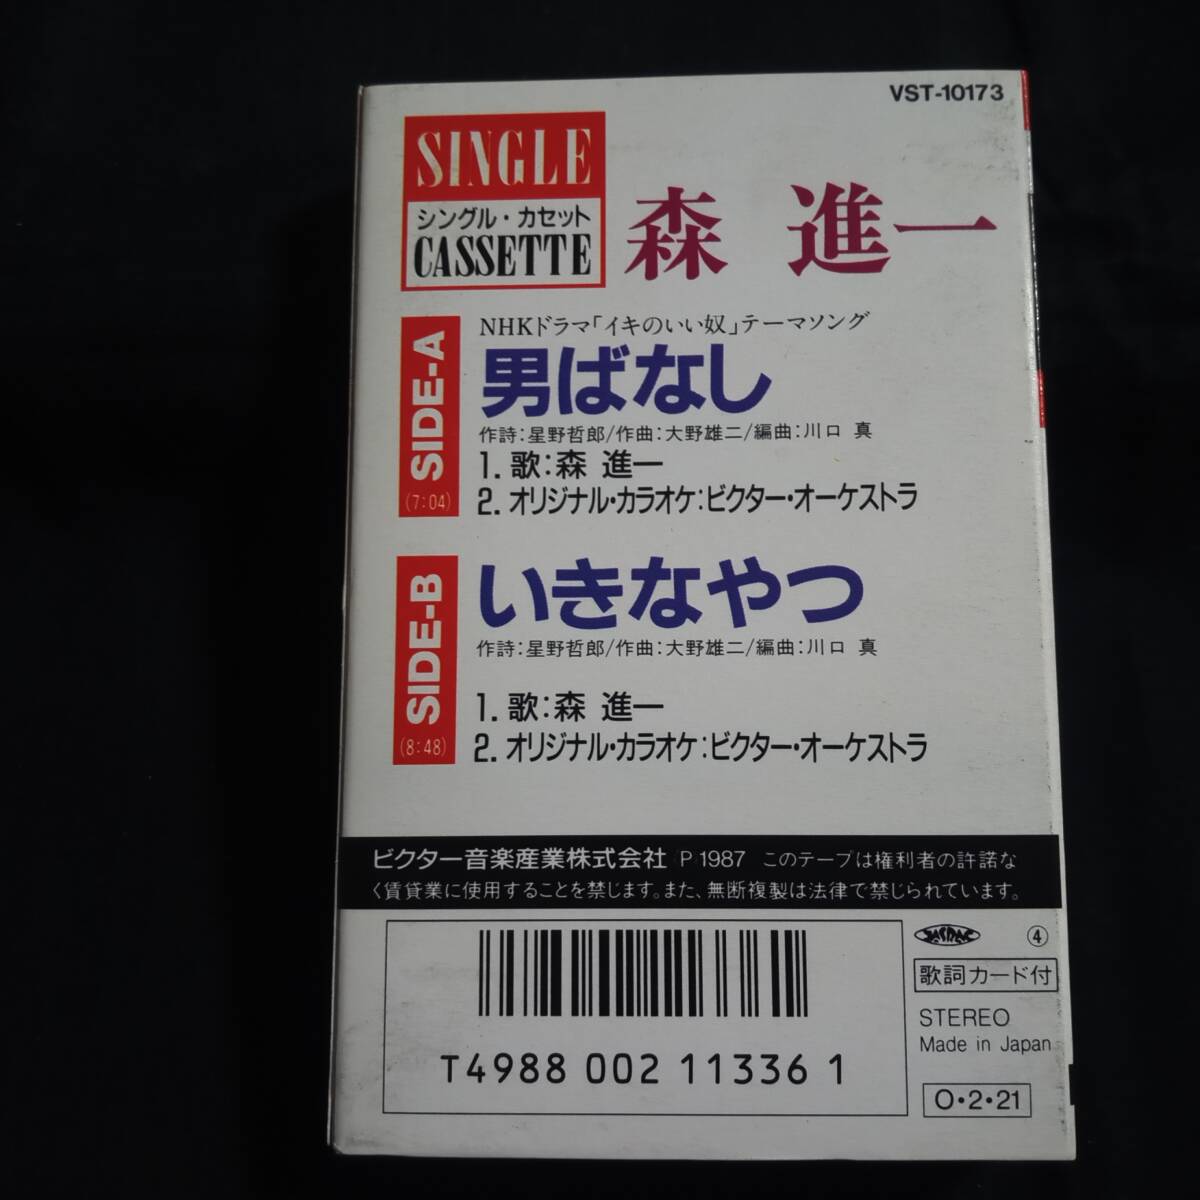 VST-10173
SINGLE
シングル・カセット
CASSETTE
森 進一
SIDE-A
(7:04)
NHKドラマ「イキのいい奴」テーマソング
男ばなし
作詩:星野哲郎/作曲:大野雄二/編曲:川口 真
1. 歌:森 進一
2. オリジナル・カラオケ:ビクター・オーケストラ
SIDE-B
(8:48)
いきなやつ
作詩:星野哲郎/作曲:大野雄二/編曲:川口 真
1. 歌:森 進一
2. オリジナル・カラオケ:ビクター・オーケストラ
ビクター音楽産業株式会社 (P)1987 このテープは権利者の許諾な
く賃貸業に使用することを禁じます。また、無断複製は法律で禁じられています。
JASRAC
④
歌詞カード付
STEREO
Made in Japan
O・2・21
T4988 002 11336 1